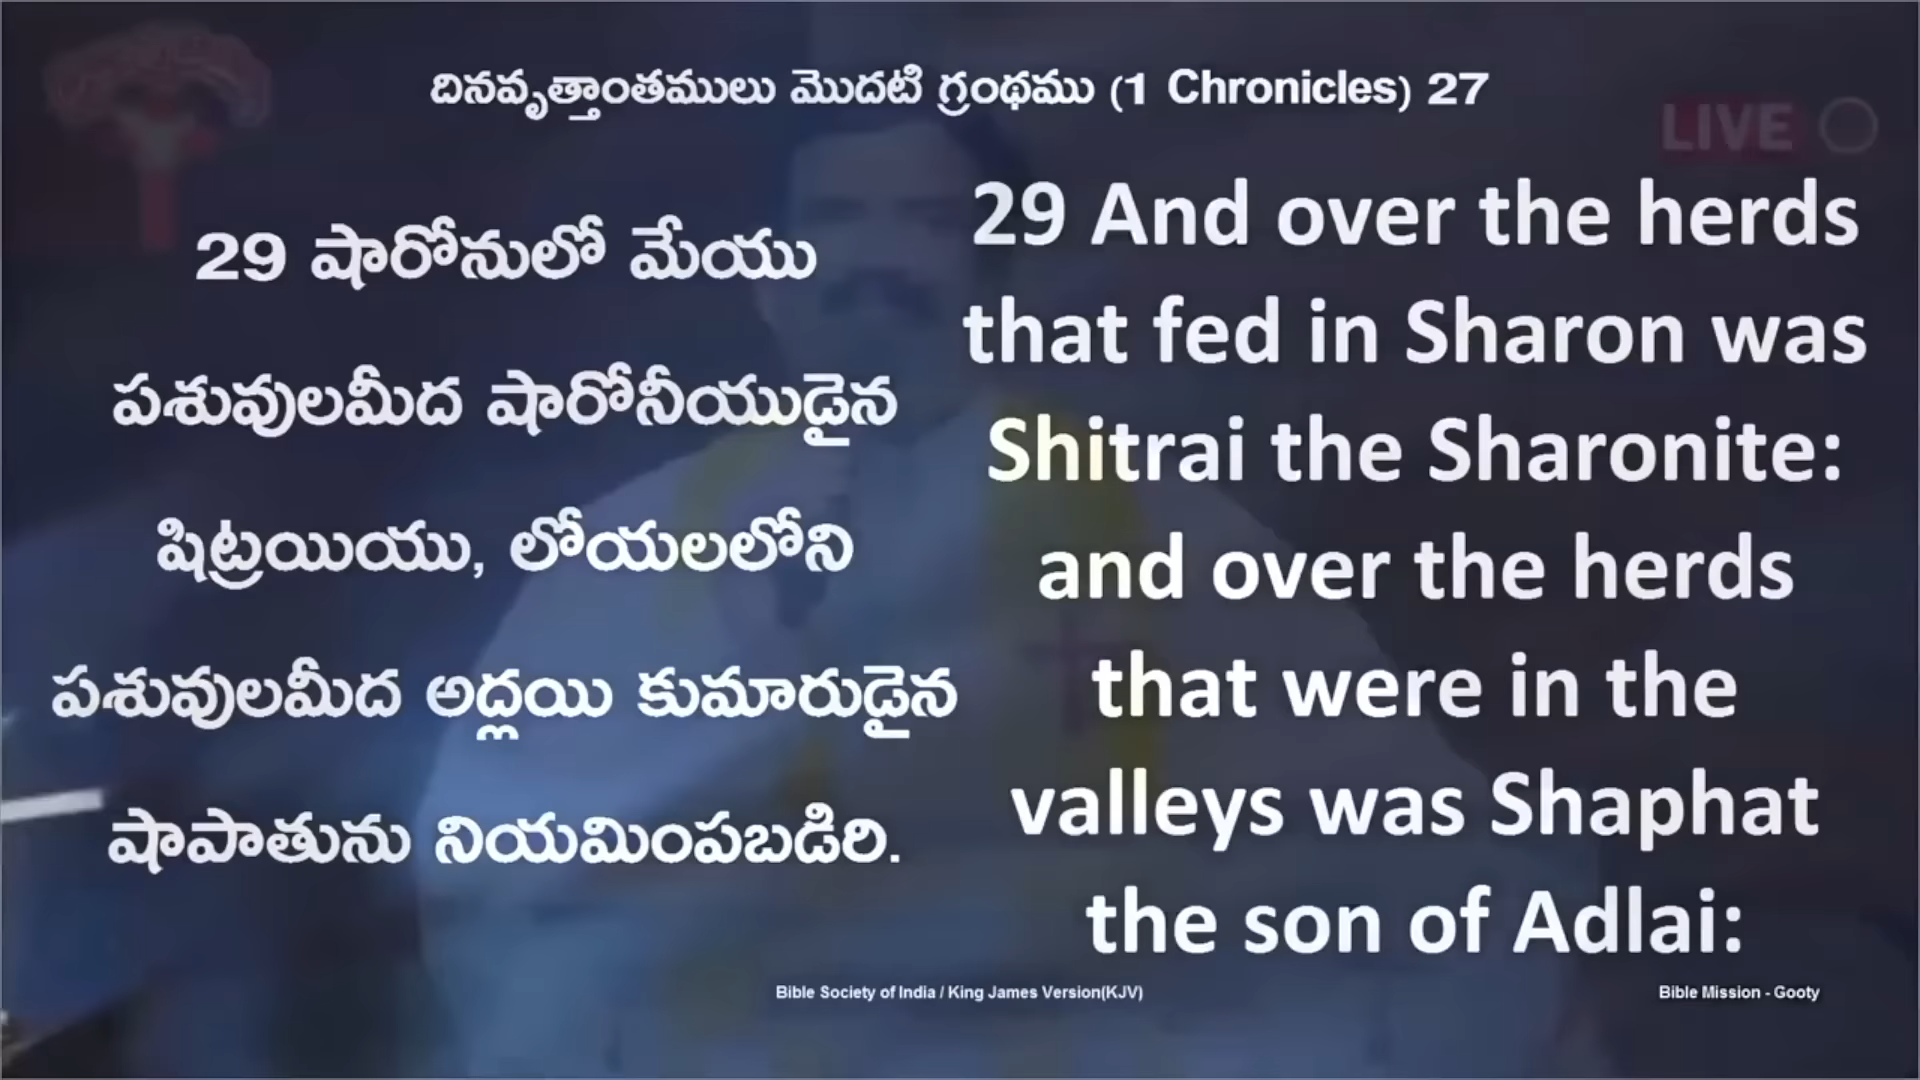 దినవృత్తాంతములు మొదటి గ్రంథము (1 Chronicles) 27
LIVE
29 షారోనులో మేయు
పశువులమీద షారోనీయుడైన
షిట్రయియు, లోయలలోని
పశువులమీద అద్లయి కుమారుడైన
షాపాతును నియమింపబడిరి.
29 And over the herds
that fed in Sharon was
Shitrai the Sharonite:
and over the herds
that were in the
valleys was Shaphat
the son of Adlai:
Bible Society of India / King James Version(KJV)
Bible Mission - Gooty